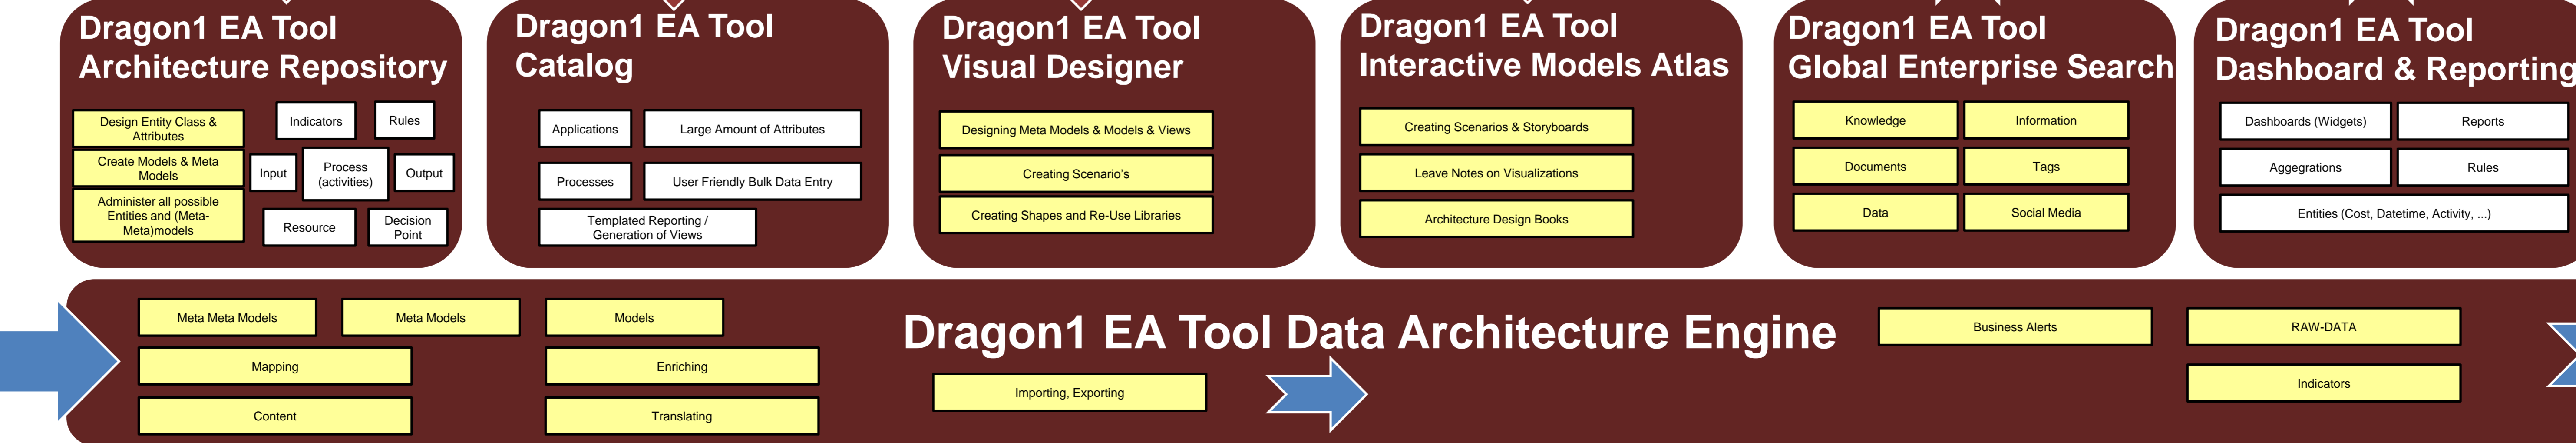 Dragon1 EA Tool
Architecture Repository
Design Entity Class &
Attributes
Create Models & Meta
Models
Administer all possible
Entities and (Meta-
Meta)models
Indicators
Rules
Input
Process
(activities)
Output
Resource
Decision
Point
Dragon1 EA Tool
Catalog
Applications
Large Amount of Attributes
Processes
User Friendly Bulk Data Entry
Templated Reporting /
Generation of Views
Dragon1 EA Tool
Visual Designer
Designing Meta Models & Models & Views
Creating Scenario's
Creating Shapes and Re-Use Libraries
Dragon1 EA Tool
Interactive Models Atlas
Creating Scenarios & Storyboards
Leave Notes on Visualizations
Architecture Design Books
Dragon1 EA Tool
Global Enterprise Search
Knowledge
Information
Documents
Tags
Data
Social Media
Dragon1 EA Tool
Dashboard & Reporting
Dashboards (Widgets)
Reports
Aggegrations
Rules
Entities (Cost, Datetime, Activity, ...)
Meta Meta Models
Meta Models
Models
Mapping
Enriching
Content
Translating
Dragon1 EA Tool Data Architecture Engine
Importing, Exporting
Business Alerts
RAW-DATA
Indicators